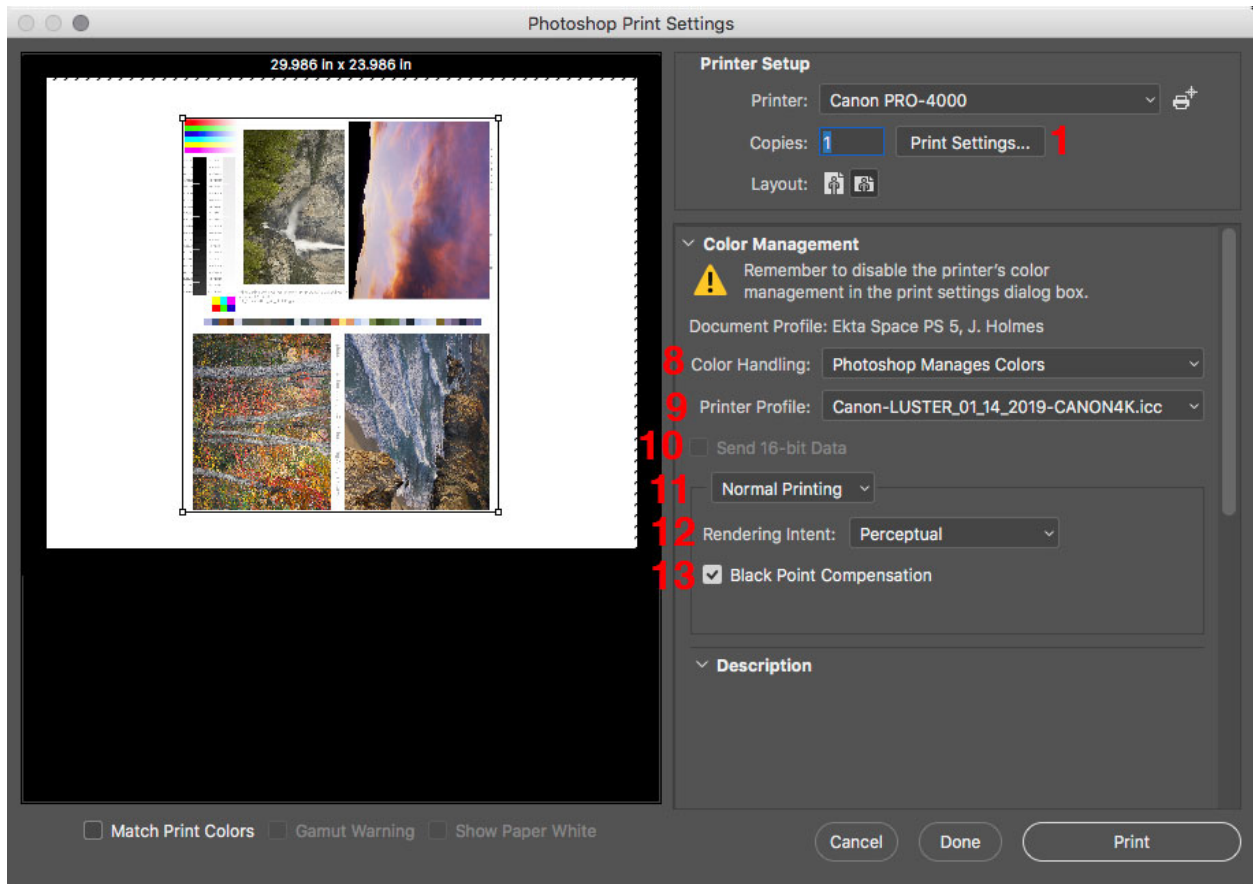 Photoshop Print Settings
29.986 in x 23.986 in
Printer Setup
Printer: Canon PRO-4000
Copies: 1 Print Settings... 1
Layout:
Color Management
Remember to disable the printer's color
management in the print settings dialog box.
Document Profile: Ekta Space PS 5, J. Holmes
8 Color Handling: Photoshop Manages Colors
9 Printer Profile: Canon-LUSTER_01_14_2019-CANON4K.icc
10 Send 16-bit Data
11 Normal Printing
12 Rendering Intent: Perceptual
13 Black Point Compensation
Description
Match Print Colors Gamut Warning Show Paper White
Cancel Done Print